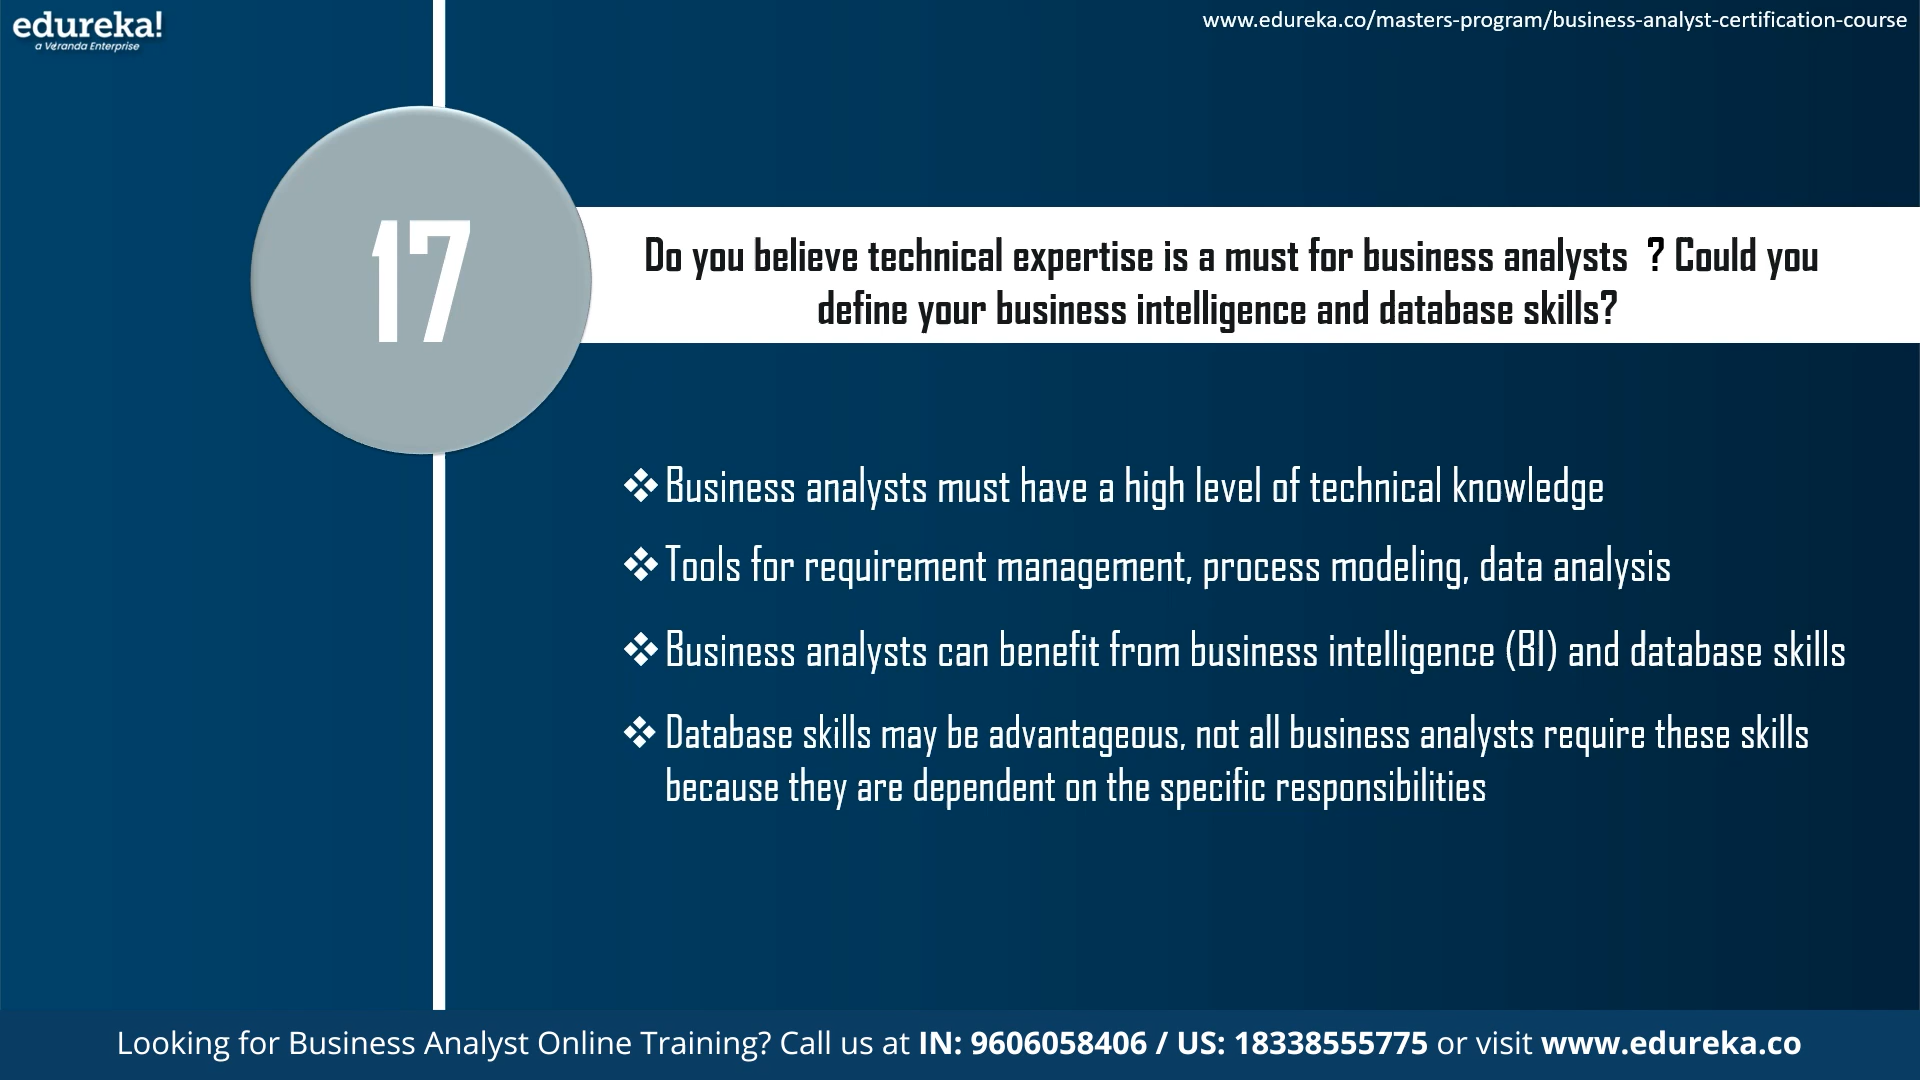 edureka!
a Veranda Enterprise
www.edureka.co/masters-program/business-analyst-certification-course
17
Do you believe technical expertise is a must for business analysts ? Could you
define your business intelligence and database skills?
❖ Business analysts must have a high level of technical knowledge
❖ Tools for requirement management, process modeling, data analysis
❖ Business analysts can benefit from business intelligence (BI) and database skills
❖ Database skills may be advantageous, not all business analysts require these skills
because they are dependent on the specific responsibilities
Looking for Business Analyst Online Training? Call us at IN: 9606058406 / US: 18338555775 or visit www.edureka.co